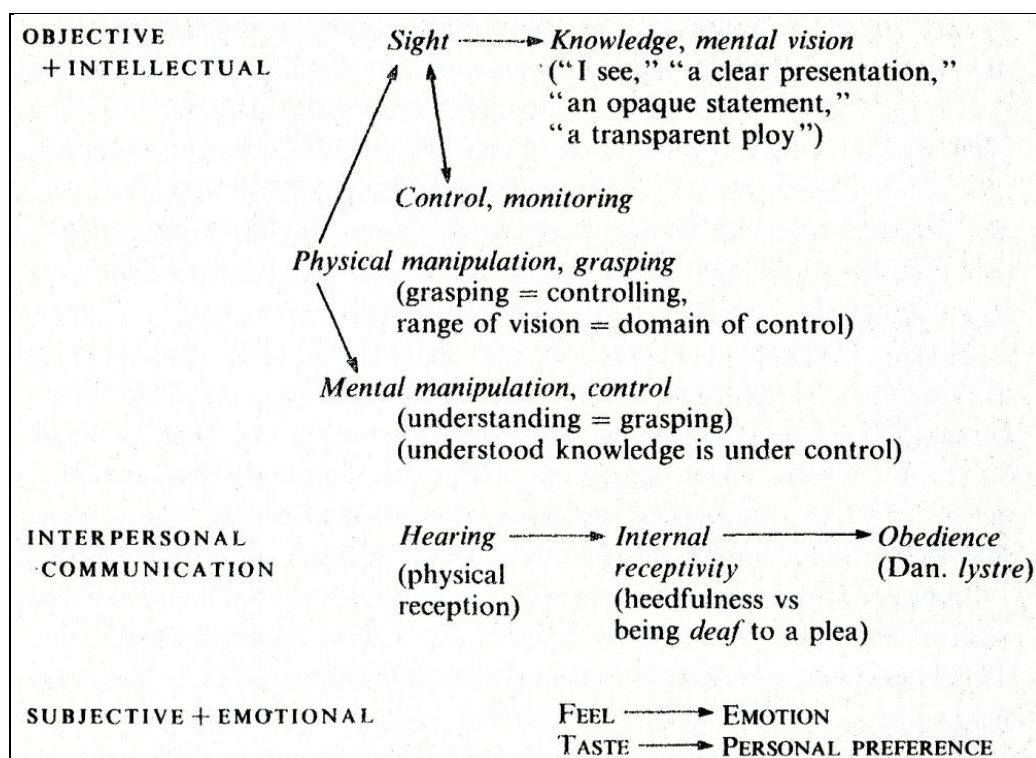 OBJECTIVE Sight Knowledge, mental vision
+ INTELLECTUAL (“I see,” “a clear presentation,”
“an opaque statement,”
“a transparent ploy”)
Control, monitoring
Physical manipulation, grasping
(grasping = controlling,
range of vision = domain of control)
Mental manipulation, control
(understanding = grasping)
(understood knowledge is under control)
INTERPERSONAL Hearing Internal Obedience
COMMUNICATION (physical receptivity (Dan. lystre)
reception) (heedfulness vs
being deaf to a plea)
SUBJECTIVE + EMOTIONAL FEEL EMOTION
TASTE PERSONAL PREFERENCE